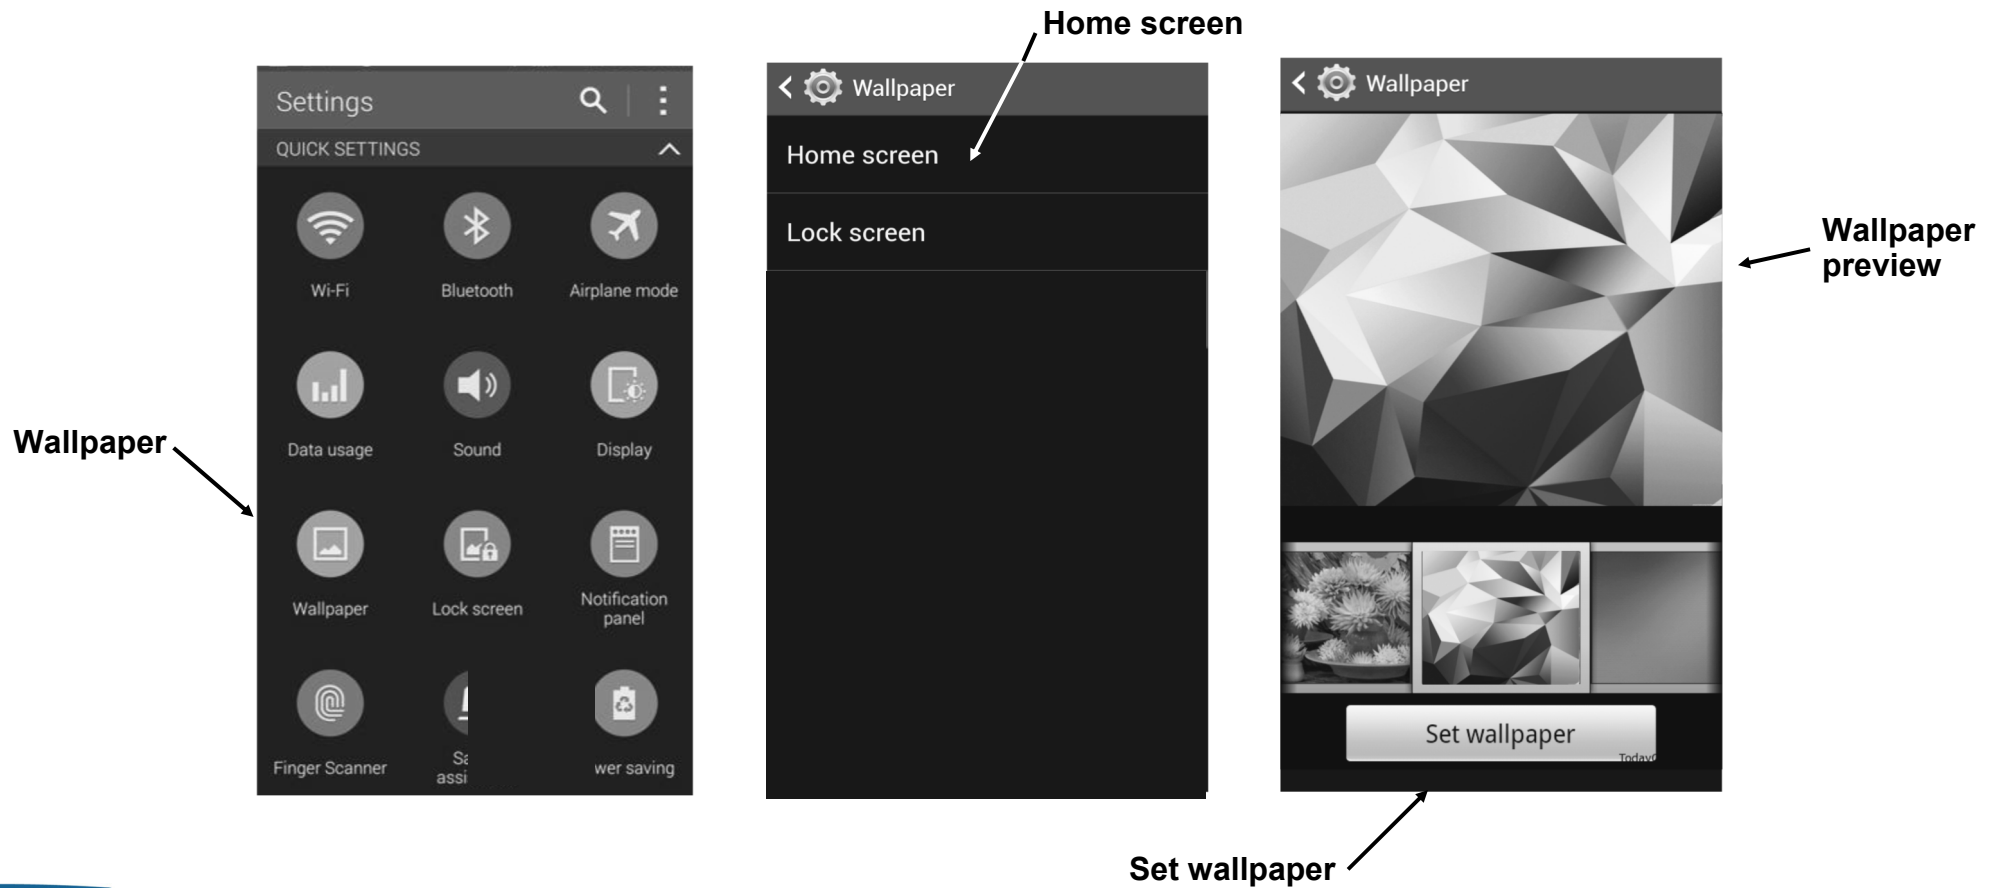 Home screen
Settings
QUICK SETTINGS
Wi-Fi
Bluetooth
Airplane mode
Data usage
Sound
Display
Wallpaper
Wallpaper
Lock screen
Notification
panel
Finger Scanner
wer saving
Wallpaper
Home screen
Lock screen
Wallpaper
Wallpaper
preview
Set wallpaper
Set wallpaper